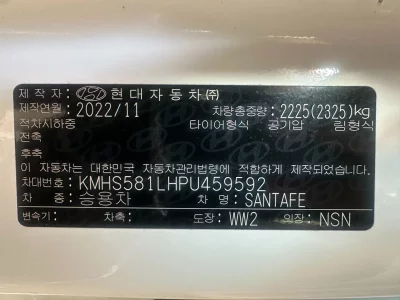 제 작 자 : 현대자동차㈜
제작연월: 2022/11 차량총중량: 2225(2325)kg
적차시하중 타이어형식 공기압 림형식
전축
후축
이 자동차는 대한민국 자동차관리법령에 적합하게 제작되었음.
차대번호: KMHS581LHPU459592
차 종: 승용차 차 명: SANTAFE
변속기: 차축: 도장: WW2 의장: NSN